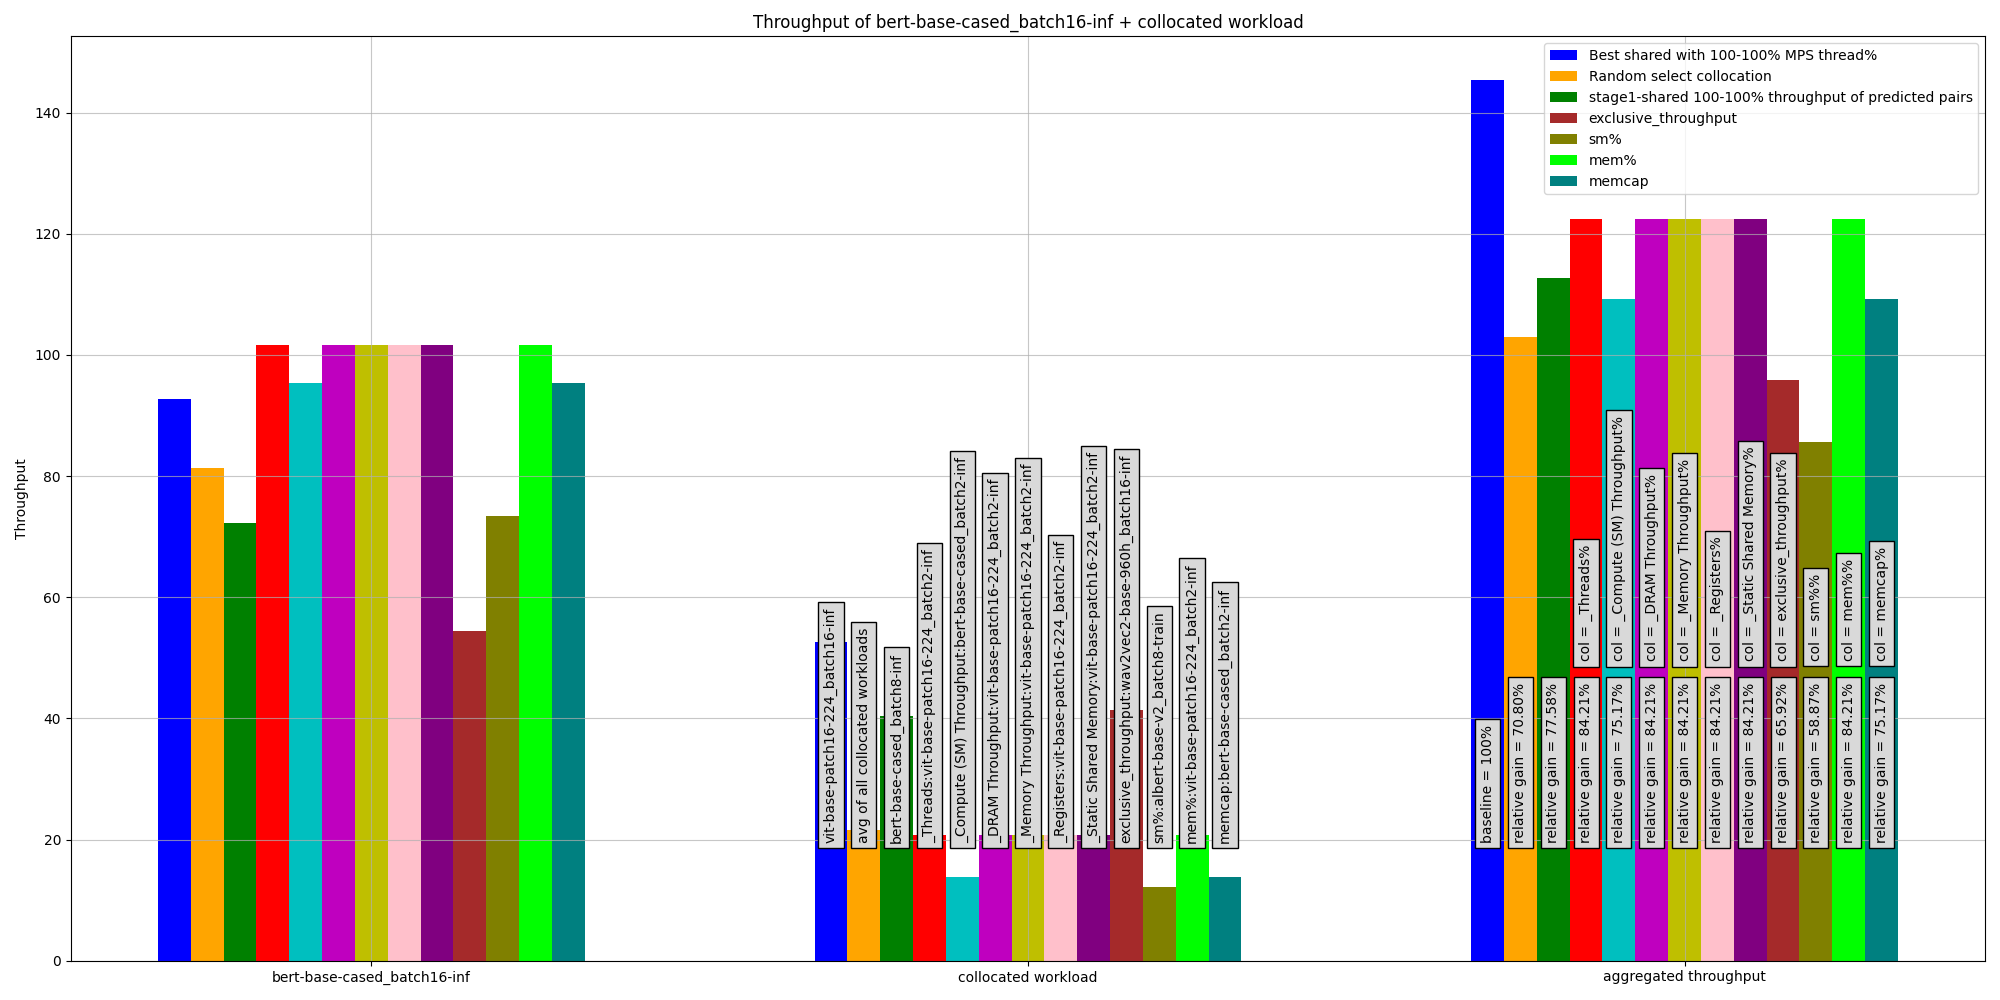 Throughput of bert-base-cased_batch16-inf + collocated workload
Best shared with 100-100% MPS thread%
Random select collocation
stage1-shared 100-100% throughput of predicted pairs
exclusive_throughput
sm%
mem%
memcap
Throughput
140
120
100
80
60
40
20
0
vit-base-patch16-224_batch16-inf
avg of all collocated workloads
bert-base-cased_batch8-inf
_Threads:vit-base-patch16-224_batch2-inf
_Compute (SM) Throughput:bert-base-cased_batch2-inf
_DRAM Throughput:vit-base-patch16-224_batch2-inf
_Memory Throughput:vit-base-patch16-224_batch2-inf
_Registers:vit-base-patch16-224_batch2-inf
_Static Shared Memory:vit-base-patch16-224_batch2-inf
exclusive_throughput:wav2vec2-base-960h_batch16-inf
sm%:albert-base-v2_batch8-train
mem%:vit-base-patch16-224_batch2-inf
memcap:bert-base-cased_batch2-inf
col = _Threads%
col = _Compute (SM) Throughput%
col = _DRAM Throughput%
col = _Memory Throughput%
col = _Registers%
col = _Static Shared Memory%
col = exclusive_throughput%
col = sm%%
col = mem%%
col = memcap%
baseline = 100%
relative gain = 70.80%
relative gain = 77.58%
relative gain = 84.21%
relative gain = 75.17%
relative gain = 84.21%
relative gain = 84.21%
relative gain = 84.21%
relative gain = 84.21%
relative gain = 65.92%
relative gain = 58.87%
relative gain = 84.21%
relative gain = 75.17%
bert-base-cased_batch16-inf
collocated workload
aggregated throughput